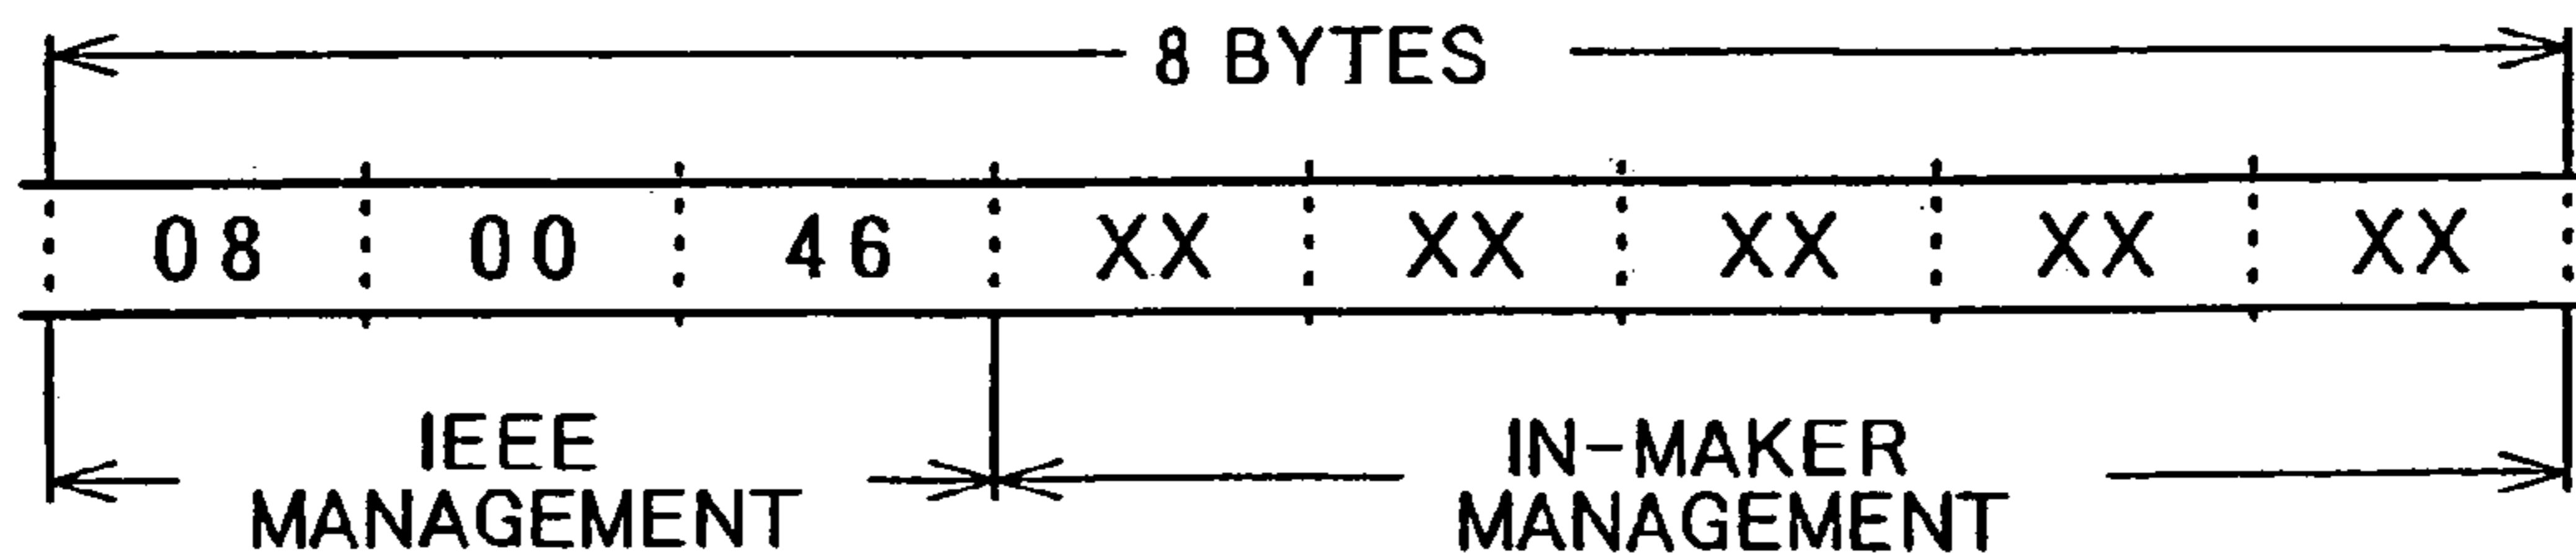 8 BYTES
08 00 46 XX XX XX XX XX
IEEE MANAGEMENT
IN-MAKER MANAGEMENT